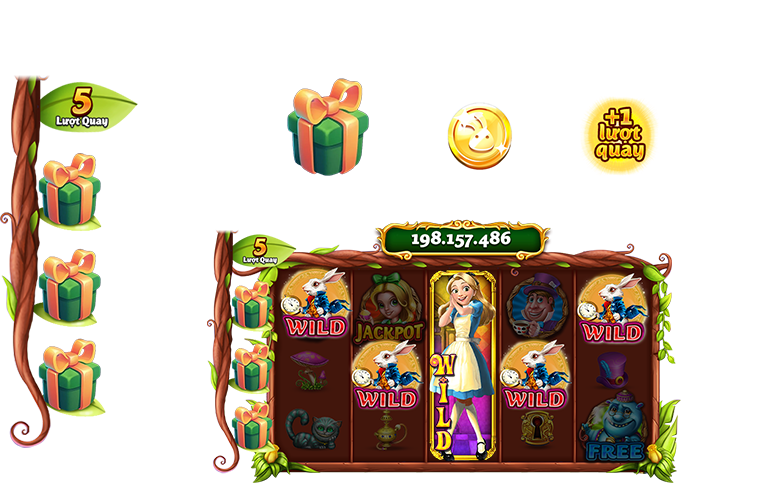 5
Lượt Quay
+1
lượt
quay
198.157.486
5
Lượt Quay
WILD
JACKPOT
WILD
WILD
WILD
WILD
FREE